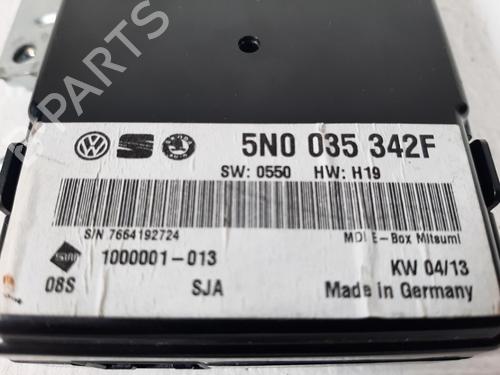 5N0 035 342F
SW: 0550 HW: H19
S/N 7654192724
MDI E-Box Mitsumi
1000001-013
KW 04/13
08S SJA Made in Germany
B-Parts